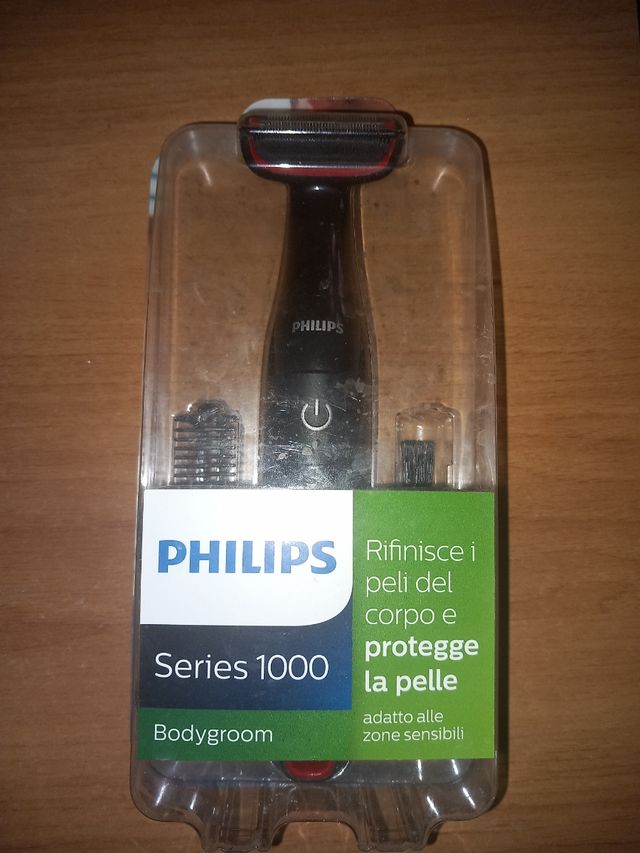 PHILIPS
PHILIPS
Series 1000
Bodygroom
Rifinisce i
peli del
corpo e
protegge
la pelle
adatto alle
zone sensibili